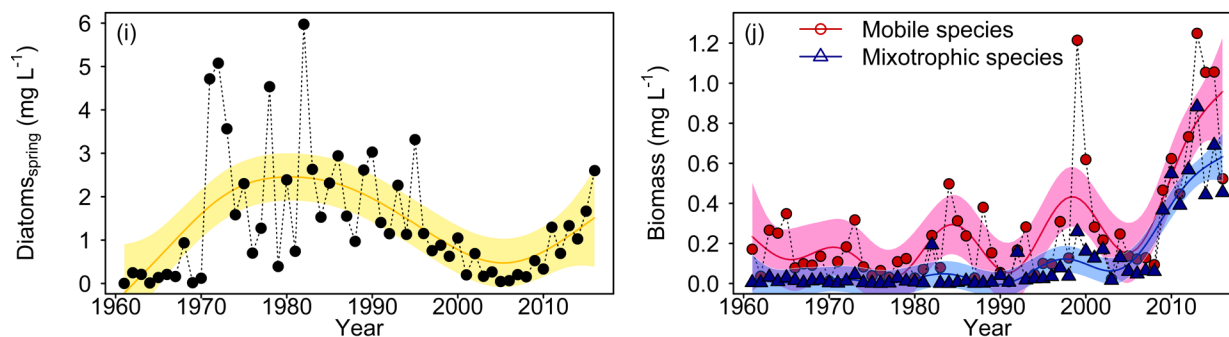 (i)
Diatoms_spring (mg L⁻¹)
6
5
4
3
2
1
0
1960 1970 1980 1990 2000 2010
Year
(j)
Mobile species
Mixotrophic species
Biomass (mg L⁻¹)
1.2
1.0
0.8
0.6
0.4
0.2
0.0
1960 1970 1980 1990 2000 2010
Year